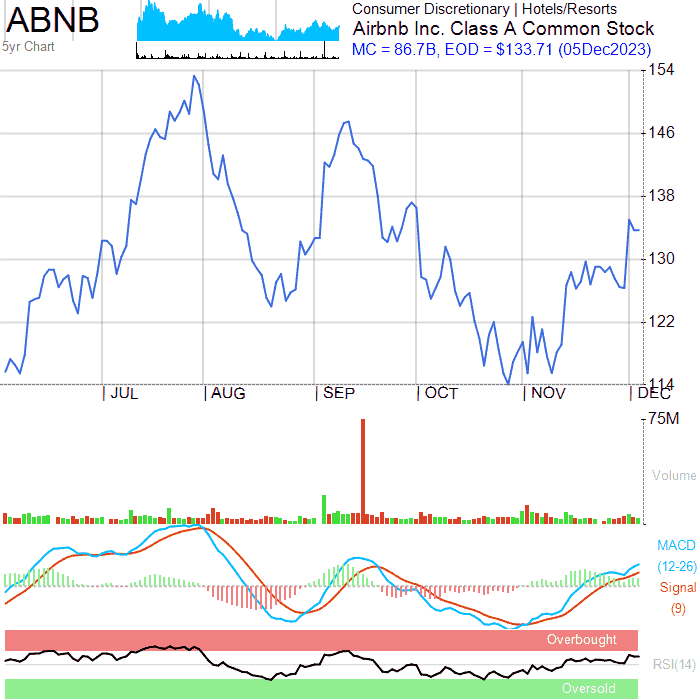 ABNB
5yr Chart
Consumer Discretionary | Hotels/Resorts
Airbnb Inc. Class A Common Stock
MC = 86.7B, EOD = $133.71 (05Dec2023)
154
146
138
130
122
114
| JUL | AUG | SEP | OCT | NOV | DEC
75M
Volume
MACD
(12-26)
Signal
(9)
Overbought
RSI(14)
Oversold